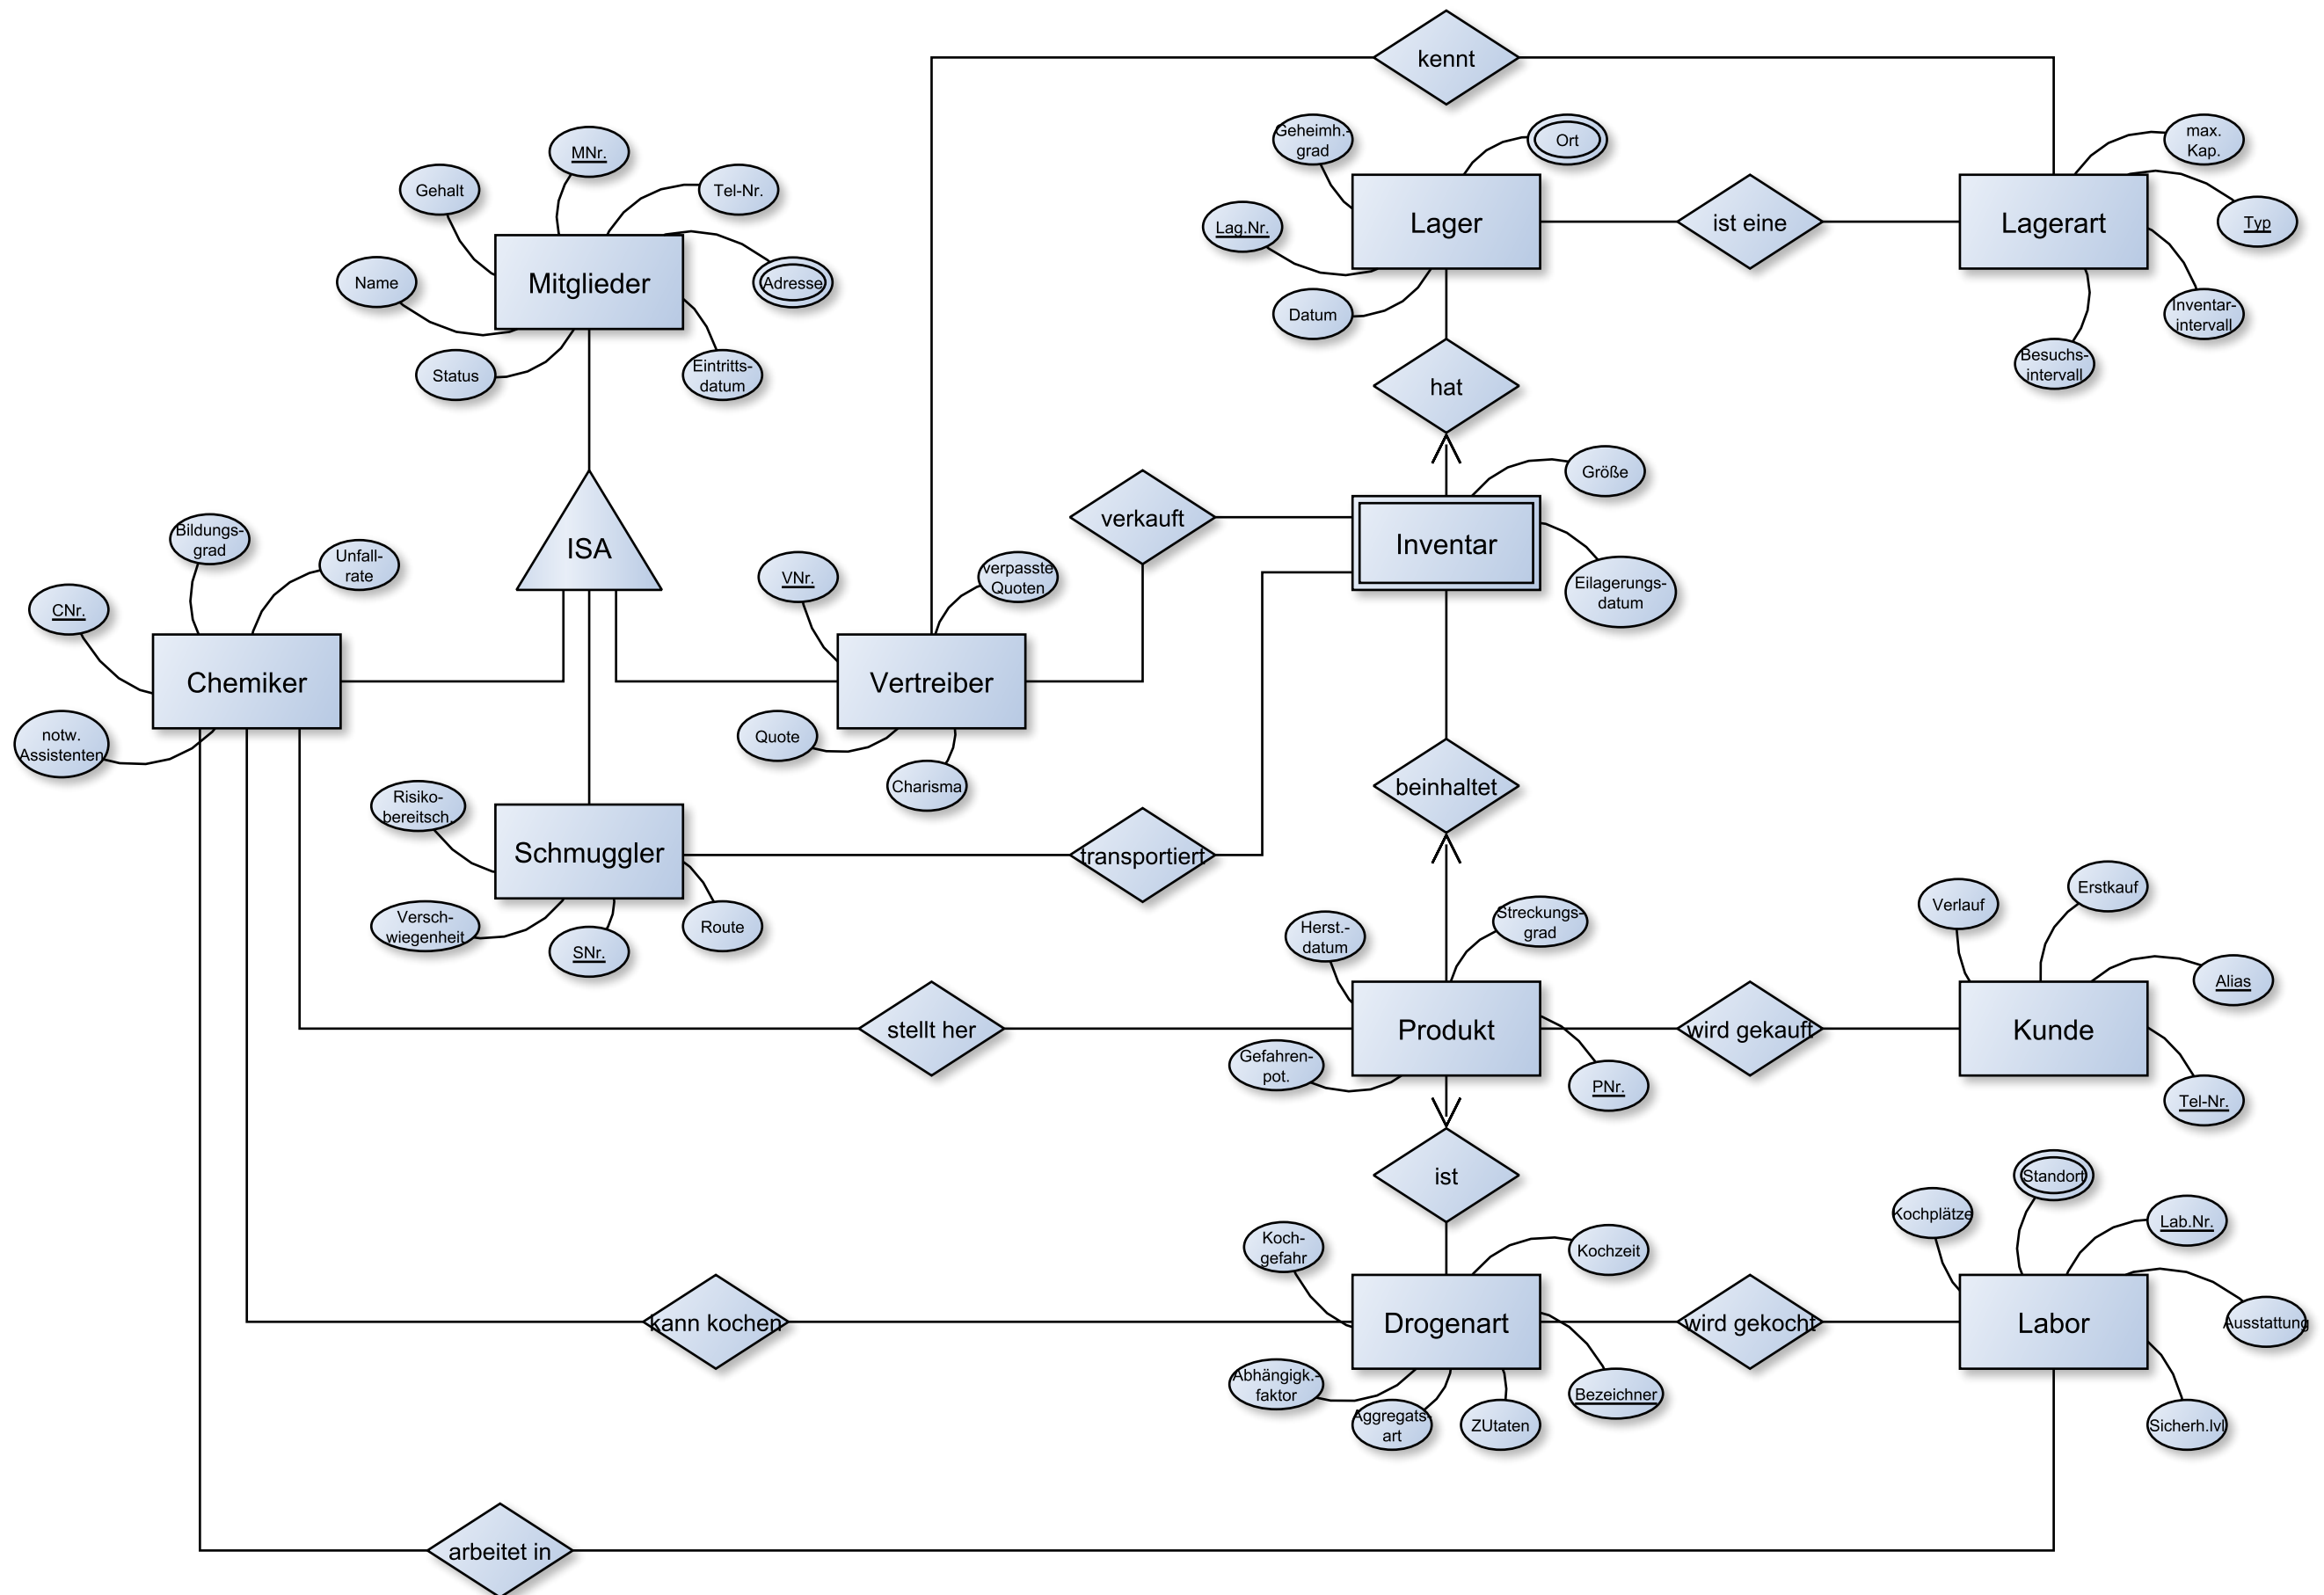 kennt
Geheimh.-
grad
Ort
max.
Kap.
MNr.
Gehalt
Tel-Nr.
Lag.Nr.
Lager
ist eine
Lagerart
Typ
Mitglieder
Name
Adresse
Datum
Inventar-
intervall
Status
Eintritts-
datum
Besuchs-
intervall
hat
Größe
Bildungs-
grad
Unfall-
rate
ISA
verkauft
Inventar
CNr.
VNr.
verpasste
Quoten
Eilagerungs-
datum
Chemiker
Vertreiber
notw.
Assistenten
Quote
Charisma
beinhaltet
Risiko-
bereitsch.
Schmuggler
transportiert
Versch-
wiegenheit
SNr.
Route
Herst.-
datum
Streckungs-
grad
Verlauf
Erstkauf
Alias
stellt her
Produkt
wird gekauft
Kunde
Gefahren-
pot.
PNr.
Tel-Nr.
ist
Standort
Kochplätze
Lab.Nr.
Koch-
gefahr
Kochzeit
kann kochen
Drogenart
wird gekocht
Labor
Ausstattung
Abhängigk.-
faktor
Aggregats-
art
ZUtaten
Bezeichner
Sicherh.lvl
arbeitet in